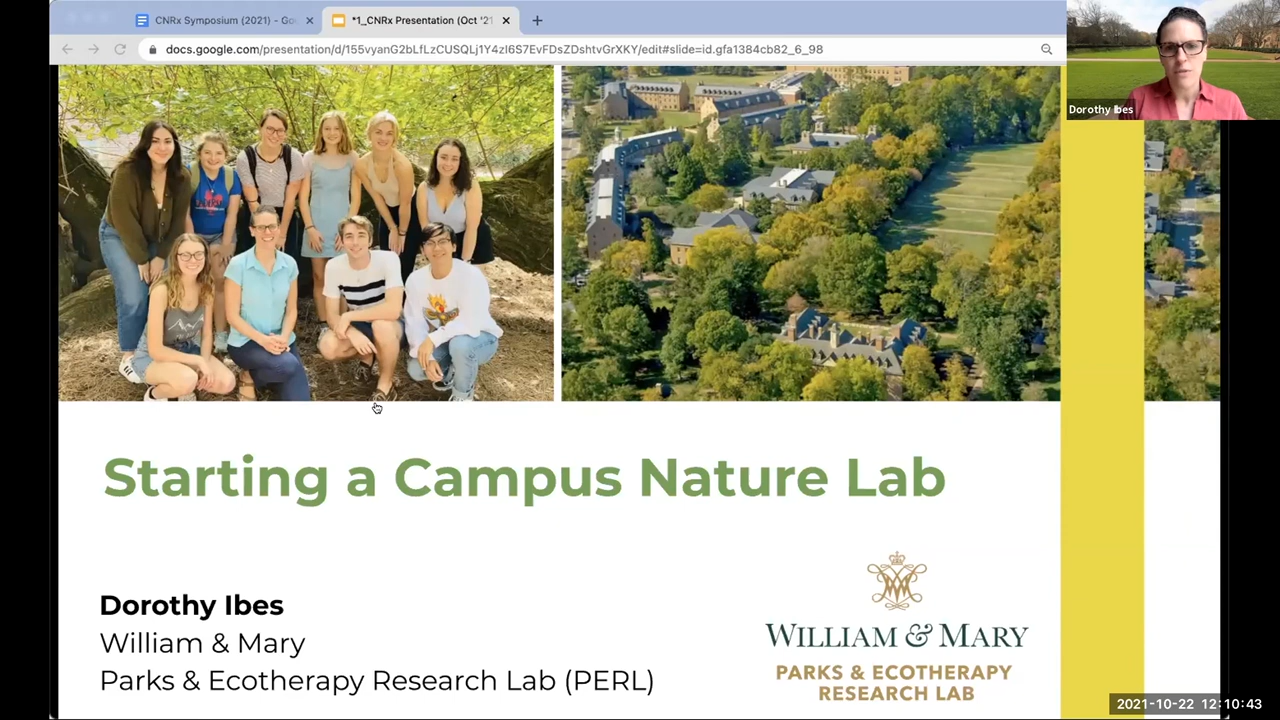 CNRx Symposium (2021) - Goo
*1_CNRx Presentation (Oct '21
docs.google.com/presentation/d/155vyanG2bLfLzCUSQLj1Y4zI6S7EvFDsZDshtvGrXKY/edit#slide=id.gfa1384cb82_6_98
Dorothy Ibes
Starting a Campus Nature Lab
Dorothy Ibes
William & Mary
Parks & Ecotherapy Research Lab (PERL)
WILLIAM & MARY
PARKS & ECOTHERAPY
RESEARCH LAB
2021-10-22 12:10:43